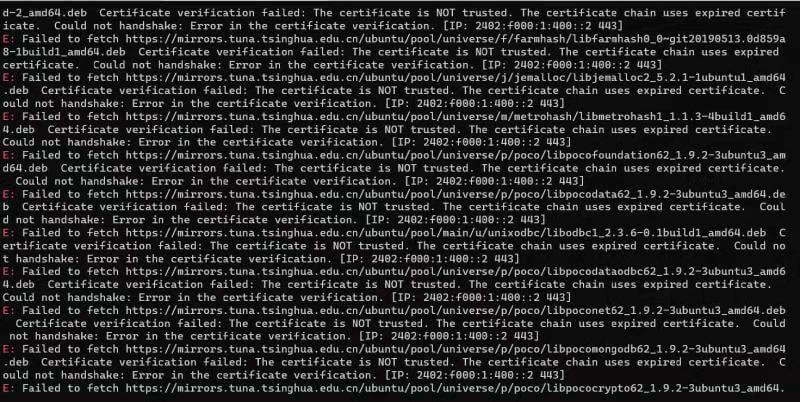 d-2_amd64.deb  Certificate verification failed: The certificate is NOT trusted. The certificate chain uses expired certif
icate.  Could not handshake: Error in the certificate verification. [IP: 2402:f000:1:400::2 443]
E: Failed to fetch https://mirrors.tuna.tsinghua.edu.cn/ubuntu/pool/universe/f/farmhash/libfarmhash0_0~git20190513.0d859a
8-1build1_amd64.deb  Certificate verification failed: The certificate is NOT trusted. The certificate chain uses expired
certificate.  Could not handshake: Error in the certificate verification. [IP: 2402:f000:1:400::2 443]
E: Failed to fetch https://mirrors.tuna.tsinghua.edu.cn/ubuntu/pool/universe/j/jemalloc/libjemalloc2_5.2.1-1ubuntu1_amd64
.deb  Certificate verification failed: The certificate is NOT trusted. The certificate chain uses expired certificate.  C
ould not handshake: Error in the certificate verification. [IP: 2402:f000:1:400::2 443]
E: Failed to fetch https://mirrors.tuna.tsinghua.edu.cn/ubuntu/pool/universe/m/metrohash/libmetrohash1_1.1.3-4build1_amd6
4.deb  Certificate verification failed: The certificate is NOT trusted. The certificate chain uses expired certificate.
Could not handshake: Error in the certificate verification. [IP: 2402:f000:1:400::2 443]
E: Failed to fetch https://mirrors.tuna.tsinghua.edu.cn/ubuntu/pool/universe/p/poco/libpocofoundation62_1.9.2-3ubuntu3_am
d64.deb  Certificate verification failed: The certificate is NOT trusted. The certificate chain uses expired certificate.
  Could not handshake: Error in the certificate verification. [IP: 2402:f000:1:400::2 443]
E: Failed to fetch https://mirrors.tuna.tsinghua.edu.cn/ubuntu/pool/universe/p/poco/libpocodata62_1.9.2-3ubuntu3_amd64.de
b  Certificate verification failed: The certificate is NOT trusted. The certificate chain uses expired certificate.  Coul
d not handshake: Error in the certificate verification. [IP: 2402:f000:1:400::2 443]
E: Failed to fetch https://mirrors.tuna.tsinghua.edu.cn/ubuntu/pool/main/u/unixodbc/libodbc1_2.3.6-0.1build1_amd64.deb  C
ertificate verification failed: The certificate is NOT trusted. The certificate chain uses expired certificate.  Could no
t handshake: Error in the certificate verification. [IP: 2402:f000:1:400::2 443]
E: Failed to fetch https://mirrors.tuna.tsinghua.edu.cn/ubuntu/pool/universe/p/poco/libpocodataodbc62_1.9.2-3ubuntu3_amd6
4.deb  Certificate verification failed: The certificate is NOT trusted. The certificate chain uses expired certificate.
Could not handshake: Error in the certificate verification. [IP: 2402:f000:1:400::2 443]
E: Failed to fetch https://mirrors.tuna.tsinghua.edu.cn/ubuntu/pool/universe/p/poco/libpoconet62_1.9.2-3ubuntu3_amd64.deb
  Certificate verification failed: The certificate is NOT trusted. The certificate chain uses expired certificate.  Could
 not handshake: Error in the certificate verification. [IP: 2402:f000:1:400::2 443]
E: Failed to fetch https://mirrors.tuna.tsinghua.edu.cn/ubuntu/pool/universe/p/poco/libpocomongodb62_1.9.2-3ubuntu3_amd64
.deb  Certificate verification failed: The certificate is NOT trusted. The certificate chain uses expired certificate.  C
ould not handshake: Error in the certificate verification. [IP: 2402:f000:1:400::2 443]
E: Failed to fetch https://mirrors.tuna.tsinghua.edu.cn/ubuntu/pool/universe/p/poco/libpococrypto62_1.9.2-3ubuntu3_amd64.